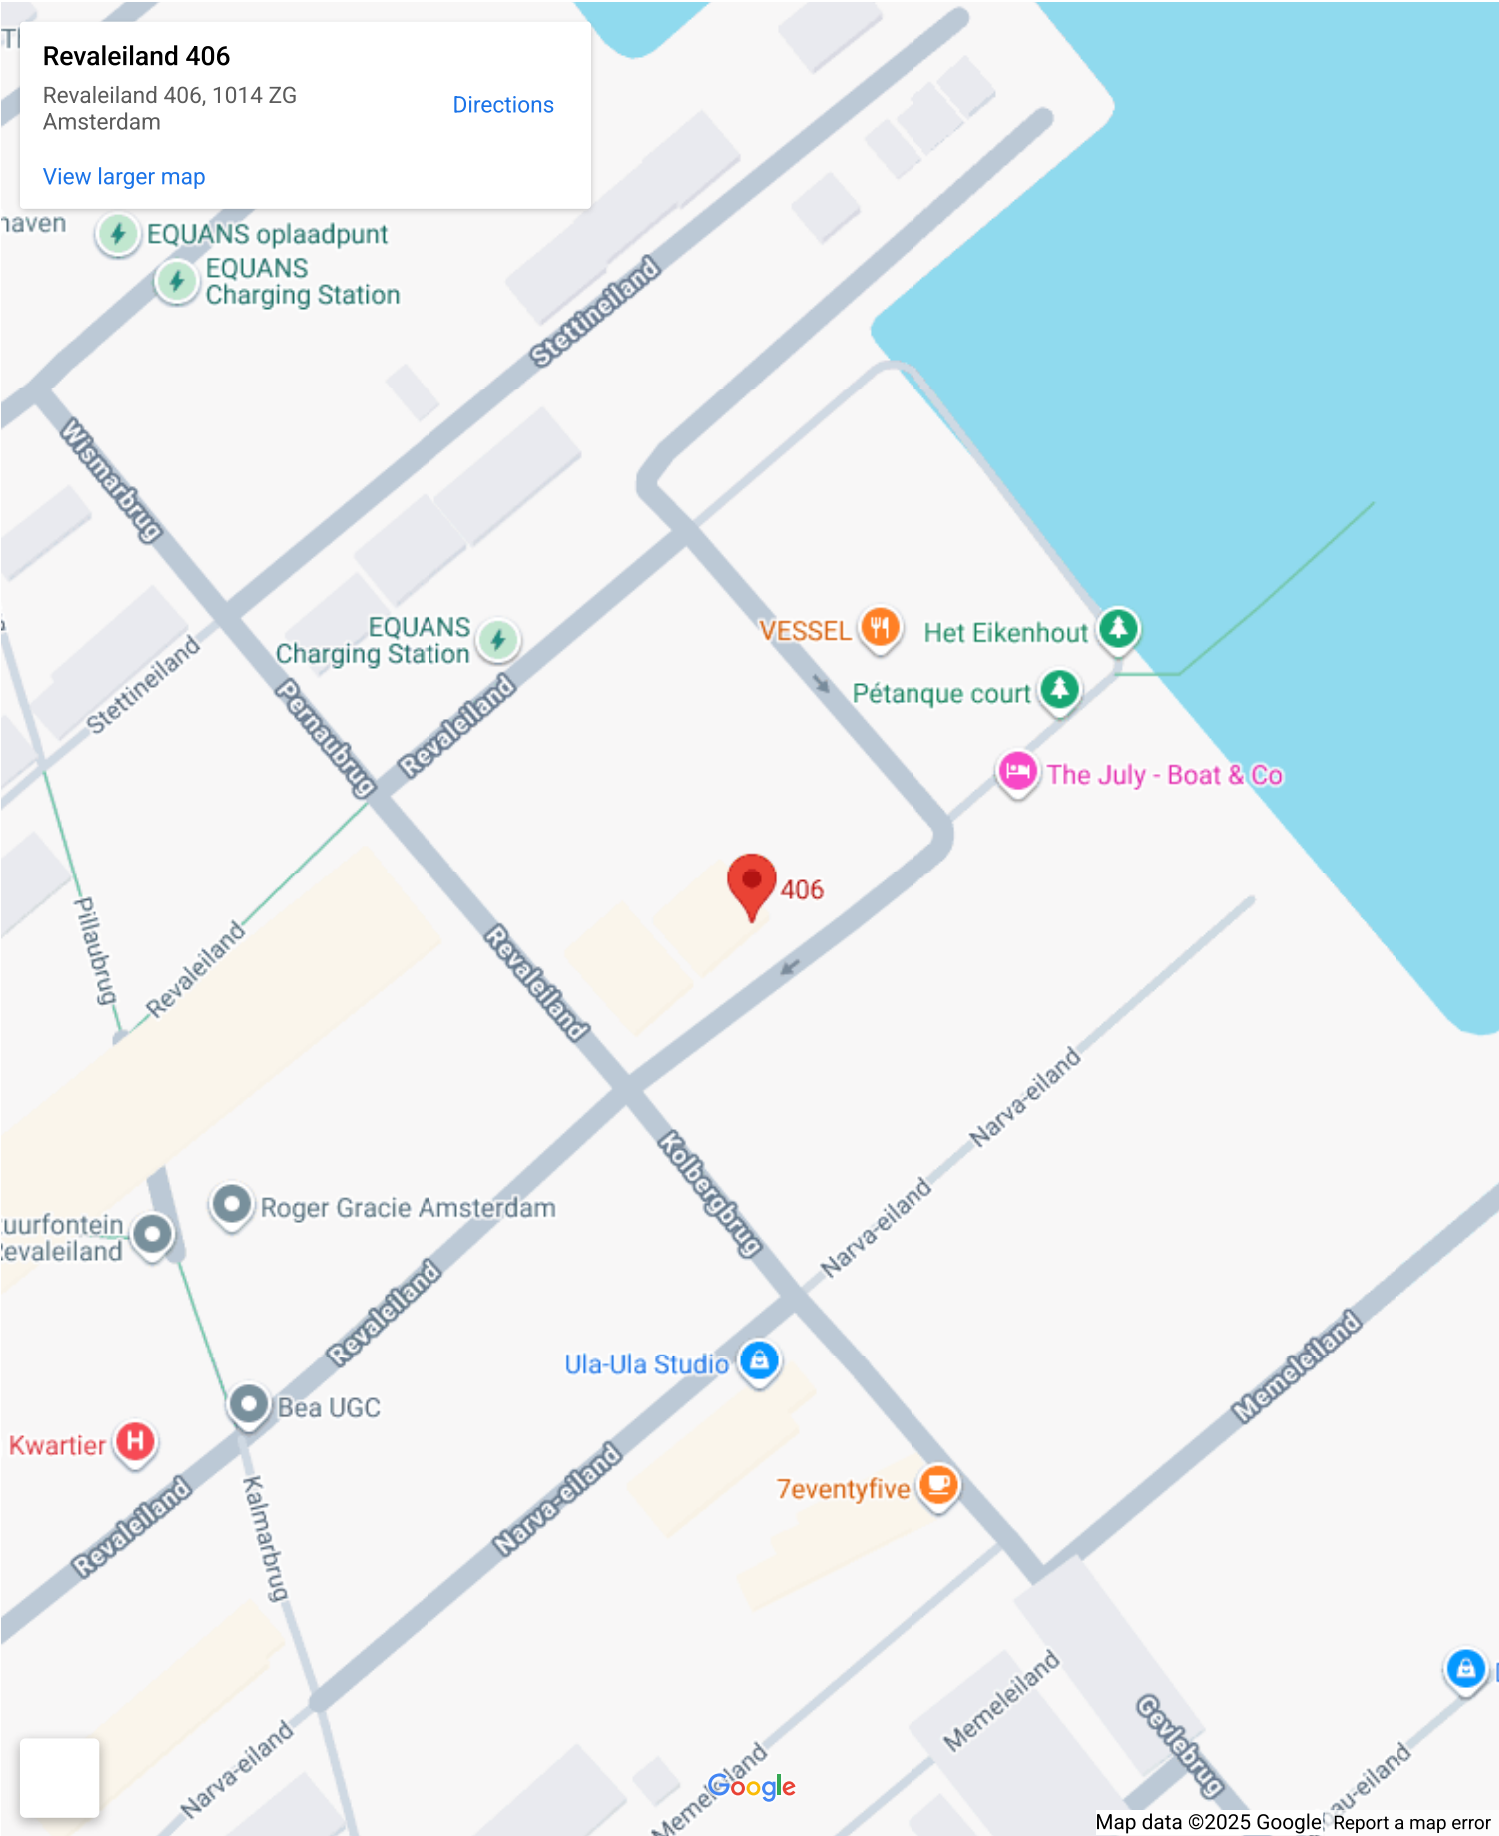 Revaleiland 406
Revaleiland 406, 1014 ZG
Amsterdam
Directions
View larger map
haven
EQUANS oplaadpunt
EQUANS
Charging Station
Stettineiland
Wismarbrug
EQUANS
Charging Station
Stettineiland
Pernaubrug
Revaleiland
VESSEL
Het Eikenhout
Pétanque court
The July - Boat & Co
406
Pillaubrug
Revaleiland
Revaleiland
Narva-eiland
Kolbergbrug
Narva-eiland
Roger Gracie Amsterdam
tuurfontein
Revaleiland
Revaleiland
Ula-Ula Studio
Memeleiland
Bea UGC
Kwartier
Revaleiland
Kalmarbrug
Narva-eiland
7eventyfive
Memeleiland
Gevlebrug
Narva-eiland
Memeleiland
Google
Map data ©2025 Google
Report a map error